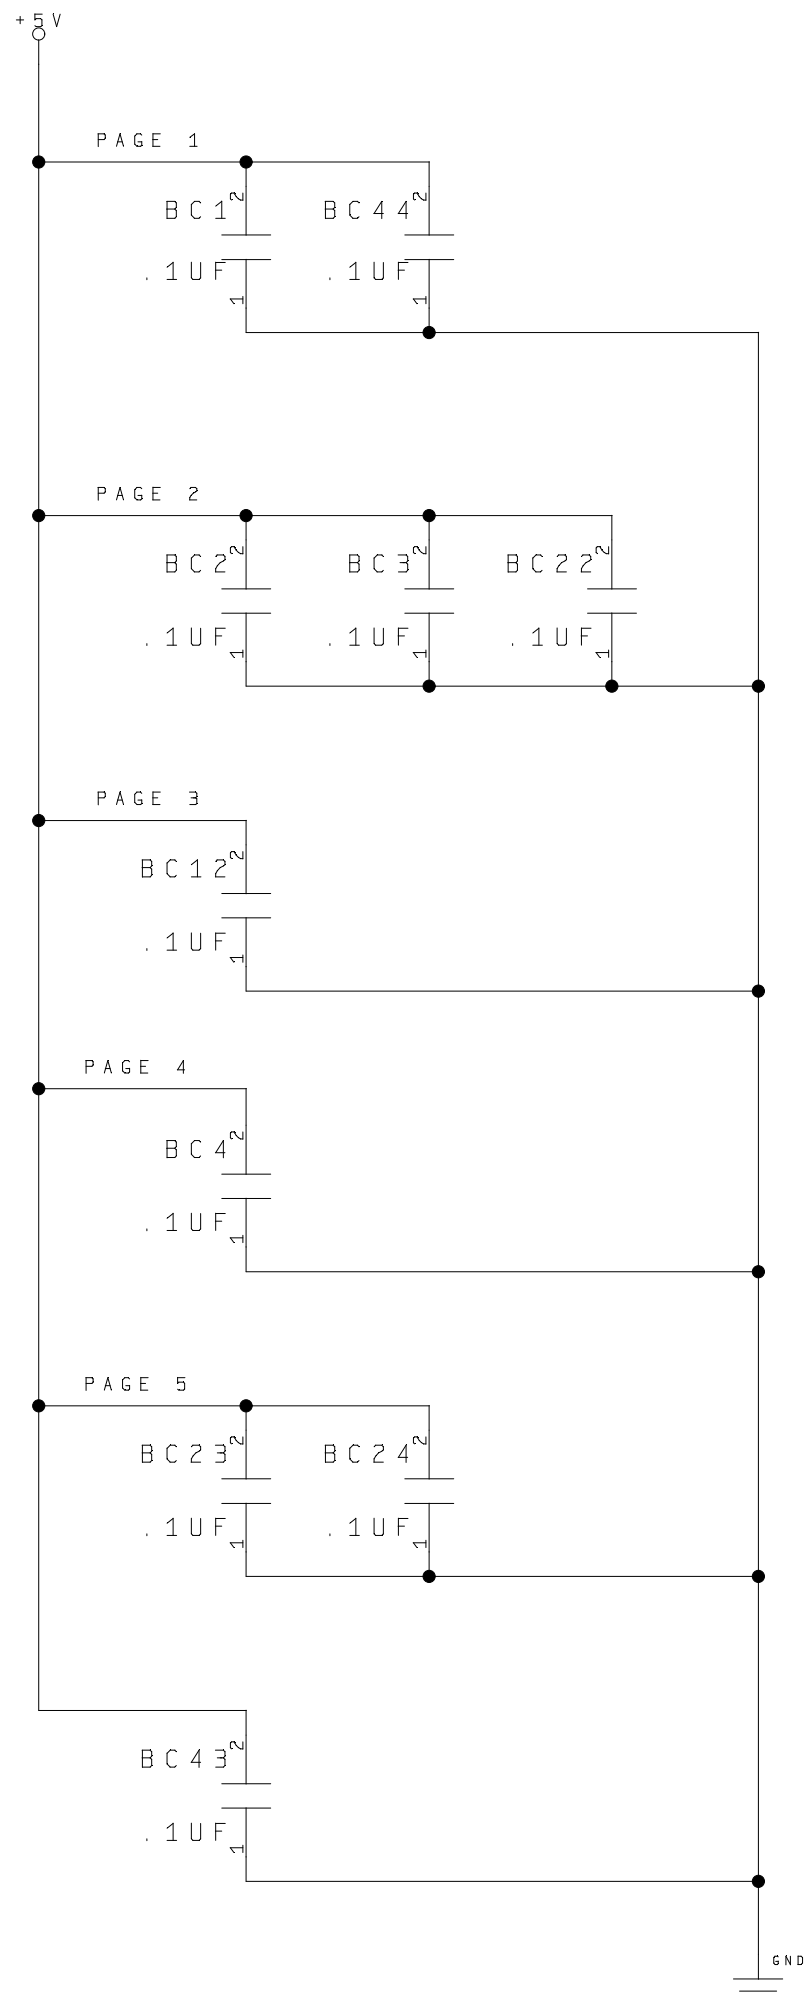 +5V
PAGE 1
BC1 2 BC44 2
.1UF 1 .1UF 1
PAGE 2
BC2 2 BC3 2 BC22 2
.1UF 1 .1UF 1 .1UF 1
PAGE 3
BC12 2
.1UF 1
PAGE 4
BC4 2
.1UF 1
PAGE 5
BC23 2 BC24 2
.1UF 1 .1UF 1
BC43 2
.1UF 1
GND